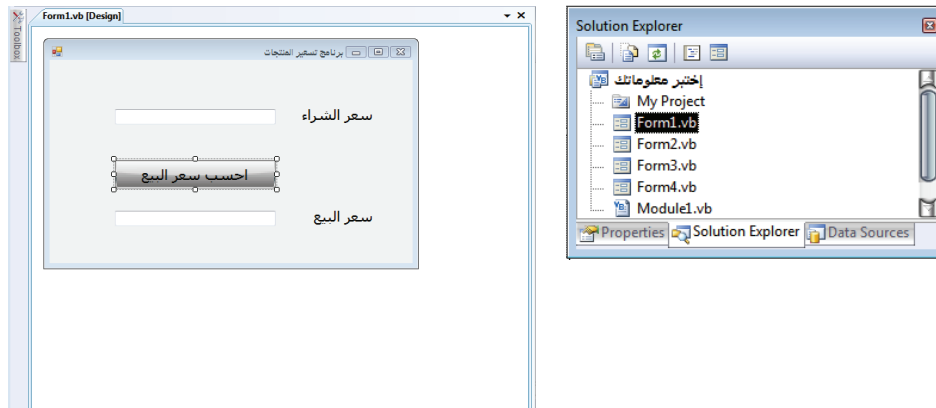 Form1.vb [Design]
Toolbox
برنامج تسعير المنتجات
سعر الشراء
احسب سعر البيع
سعر البيع
Solution Explorer
إختبر معلوماتك
My Project
Form1.vb
Form2.vb
Form3.vb
Form4.vb
Module1.vb
Properties Solution Explorer Data Sources